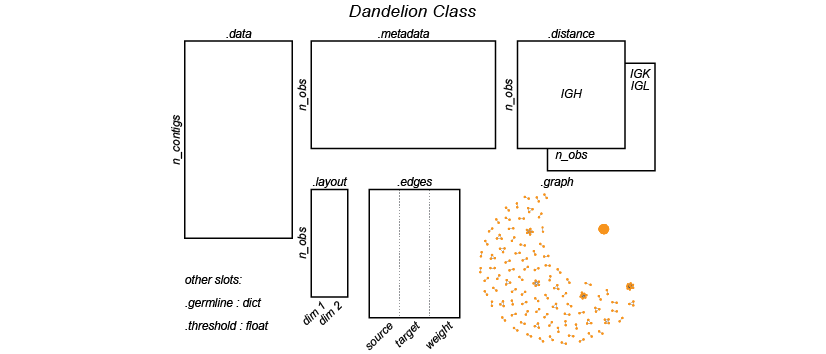 Dandelion Class
.data
.metadata
.distance
n_contigs
n_obs
n_obs
IGH
IGK
IGL
n_obs
.layout
.edges
.graph
n_obs
dim 1
dim 2
source
target
weight
other slots:
.germline : dict
.threshold : float